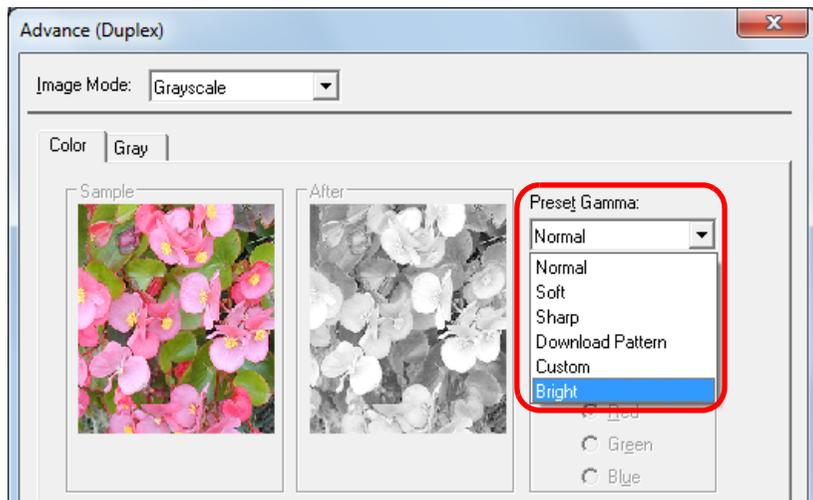 Advance (Duplex)
Image Mode: Grayscale
Color Gray
Sample
After
Preset Gamma:
Normal
Normal
Soft
Sharp
Download Pattern
Custom
Bright
Red
Green
Blue